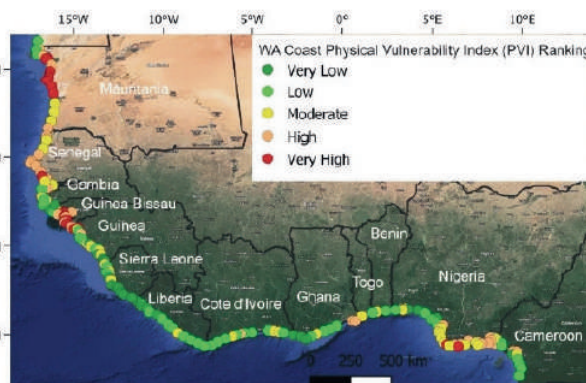 15°W 10°W 5°W 0° 5°E 10°E
WA Coast Physical Vulnerability Index (PVI) Ranking
Very Low
Low
Moderate
High
Very High
Mauritania
Senegal
Gambia
Guinea Bissau
Guinea
Sierra Leone
Liberia
Cote d'Ivoire
Ghana
Togo
Benin
Nigeria
Cameroon
0 250 500 km